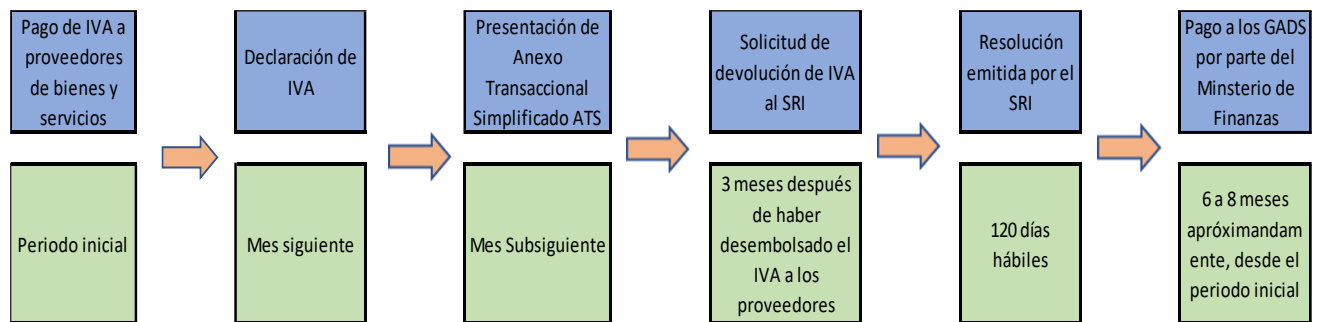 Pago de IVA a
proveedores
de bienes y
servicios
Declaración de
IVA
Presentación de
Anexo
Transaccional
Simplificado ATS
Solicitud de
devolución de IVA
al SRI
Resolución
emitida por el
SRI
Pago a los GADS
por parte del
Minsterio de
Finanzas
Periodo inicial
Mes siguiente
Mes Subsiguiente
3 meses después
de haber
desembolsado el
IVA a los
proveedores
120 días
hábiles
6 a 8 meses
apróximandam
ente, desde el
periodo inicial